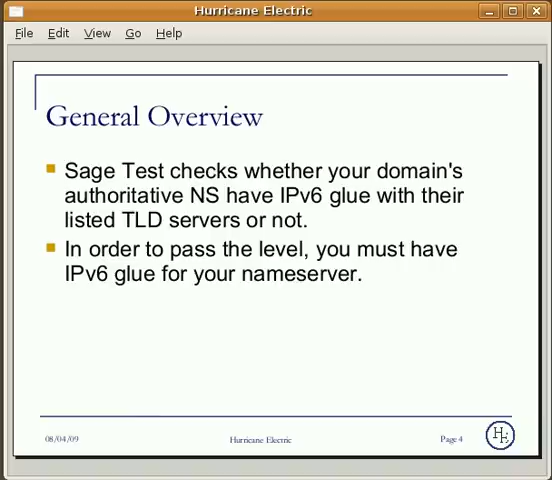 Hurricane Electric
File Edit View Go Help
General Overview
Sage Test checks whether your domain's
authoritative NS have IPv6 glue with their
listed TLD servers or not.
In order to pass the level, you must have
IPv6 glue for your nameserver.
08/04/09 Hurricane Electric Page 4 HE